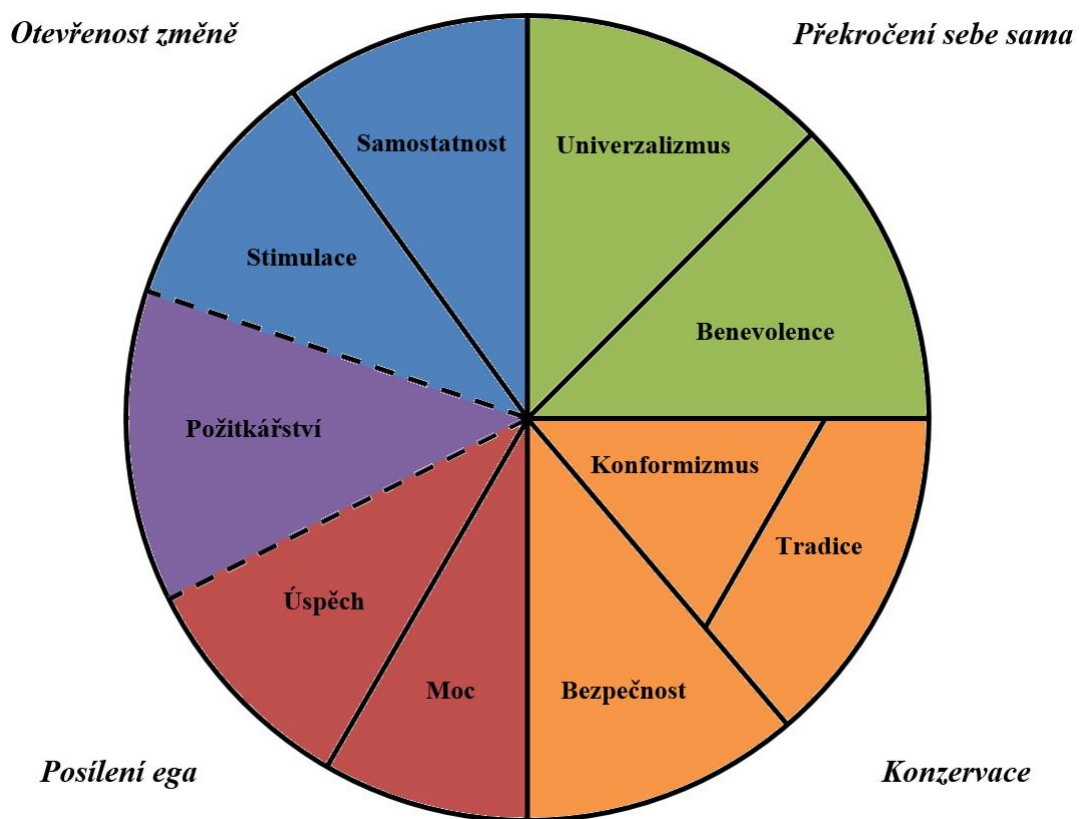 Otevřenost změně
Překročení sebe sama
Samostatnost
Univerzalizmus
Stimulace
Benevolence
Požitkářství
Konformizmus
Tradice
Úspěch
Moc
Bezpečnost
Posílení ega
Konzervace